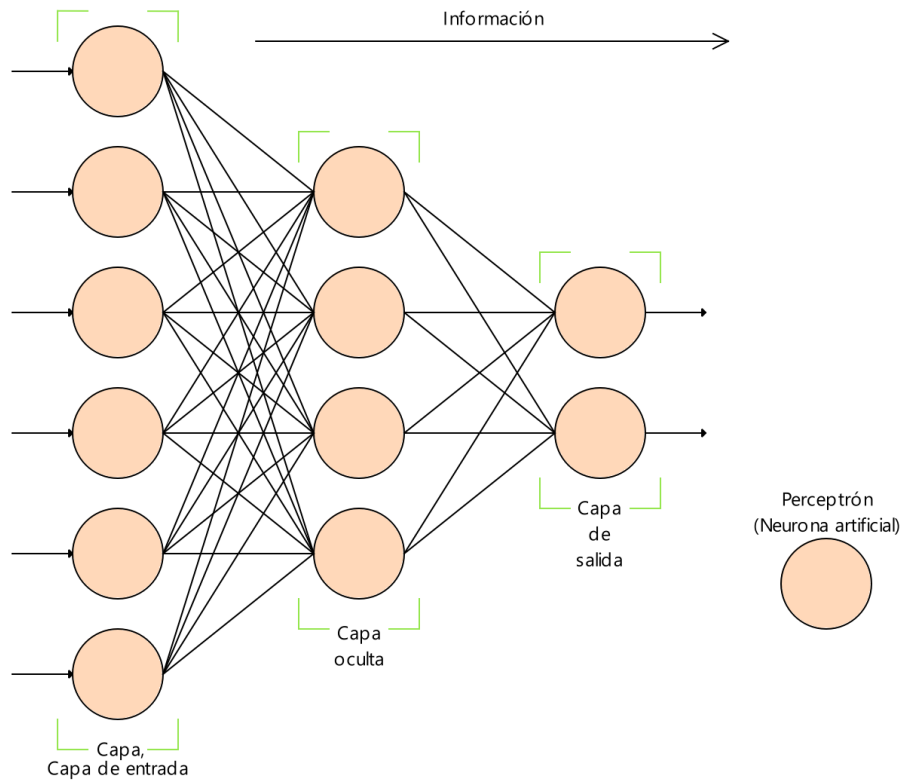 Información
Perceptrón
(Neurona artificial)
Capa
de
salida
Capa
oculta
Capa,
Capa de entrada